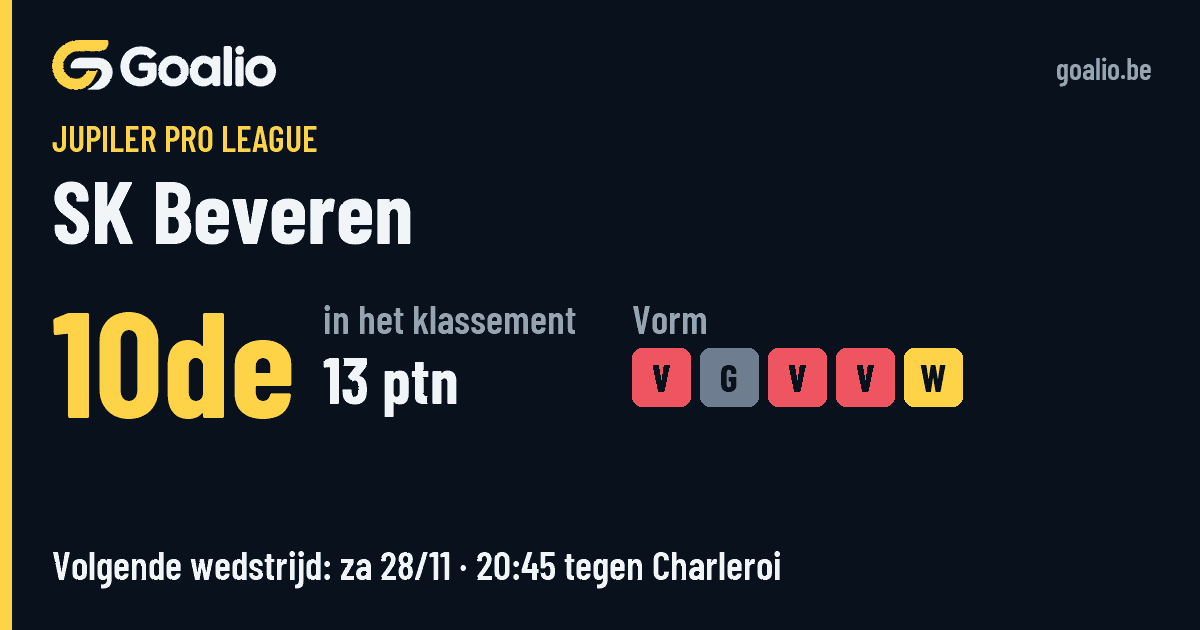 Goalio
goalio.be
JUPILER PRO LEAGUE
SK Beveren
10de
in het klassement
13 ptn
Vorm
V G V V W
Volgende wedstrijd: za 28/11 · 20:45 tegen Charleroi